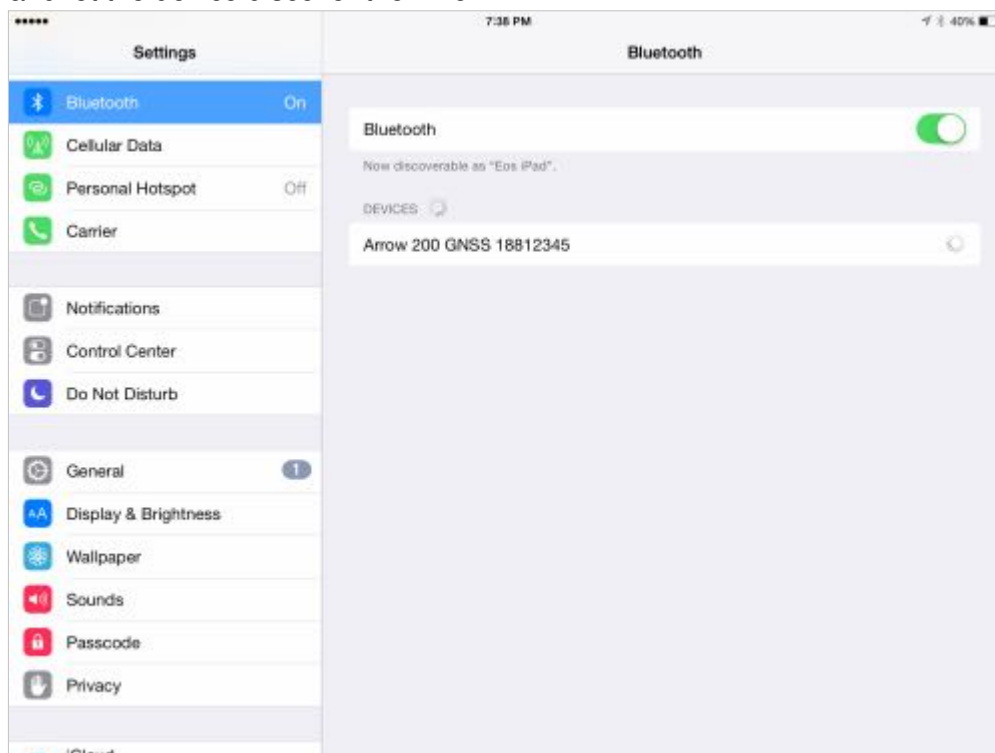 7:38 PM
40%
Settings
Bluetooth
Bluetooth On
Cellular Data
Personal Hotspot Off
Carrier
Notifications
Control Center
Do Not Disturb
General 1
AA Display & Brightness
Wallpaper
Sounds
Passcode
Privacy
Bluetooth
Now discoverable as "Eos iPad".
DEVICES
Arrow 200 GNSS 18812345